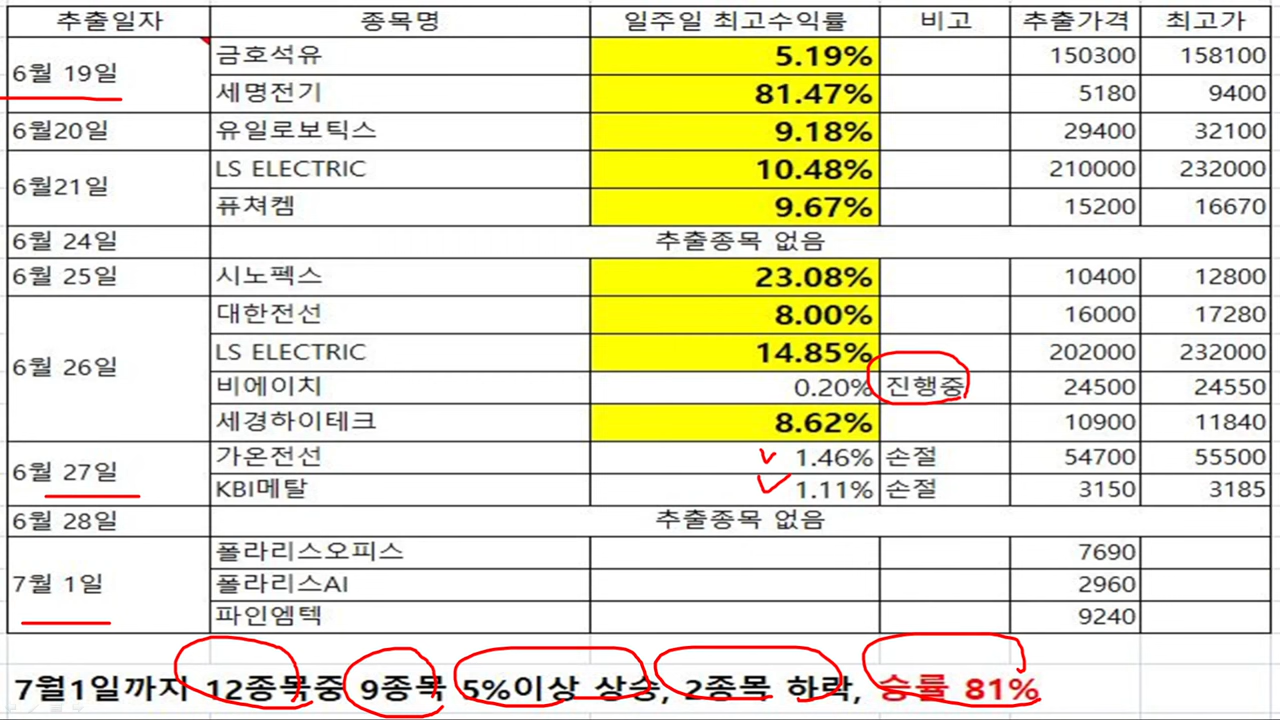 추출일자 종목명 일주일 최고수익률 비고 추출가격 최고가
6월 19일 금호석유 5.19% 150300 158100
세명전기 81.47% 5180 9400
6월20일 유일로보틱스 9.18% 29400 32100
6월21일 LS ELECTRIC 10.48% 210000 232000
퓨쳐켐 9.67% 15200 16670
6월 24일 추출종목 없음
6월 25일 시노펙스 23.08% 10400 12800
6월 26일 대한전선 8.00% 16000 17280
LS ELECTRIC 14.85% 202000 232000
비에이치 0.20% 진행중 24500 24550
세경하이테크 8.62% 10900 11840
6월 27일 가온전선 1.46% 손절 54700 55500
KBI메탈 1.11% 손절 3150 3185
6월 28일 추출종목 없음
7월 1일 폴라리스오피스 7690
폴라리스AI 2960
파인엠텍 9240
7월1일까지 12종목중 9종목 5%이상 상승, 2종목 하락, 승률 81%